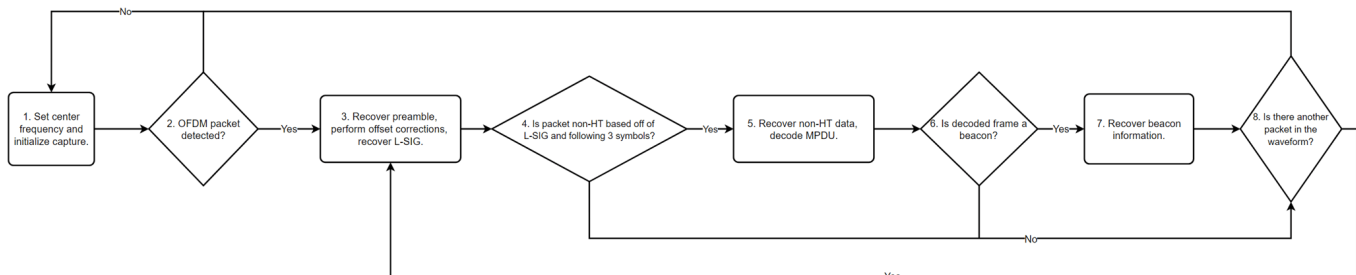 No
1. Set center
frequency and
initialize capture.
2. OFDM packet
detected?
Yes
3. Recover preamble,
perform offset corrections,
recover L-SIG.
4. Is packet non-HT based off of
L-SIG and following 3 symbols?
Yes
5. Recover non-HT data,
decode MPDU.
6. Is decoded frame a
beacon?
Yes
7. Recover beacon
information.
8. Is there another
packet in the
waveform?
No
Yes